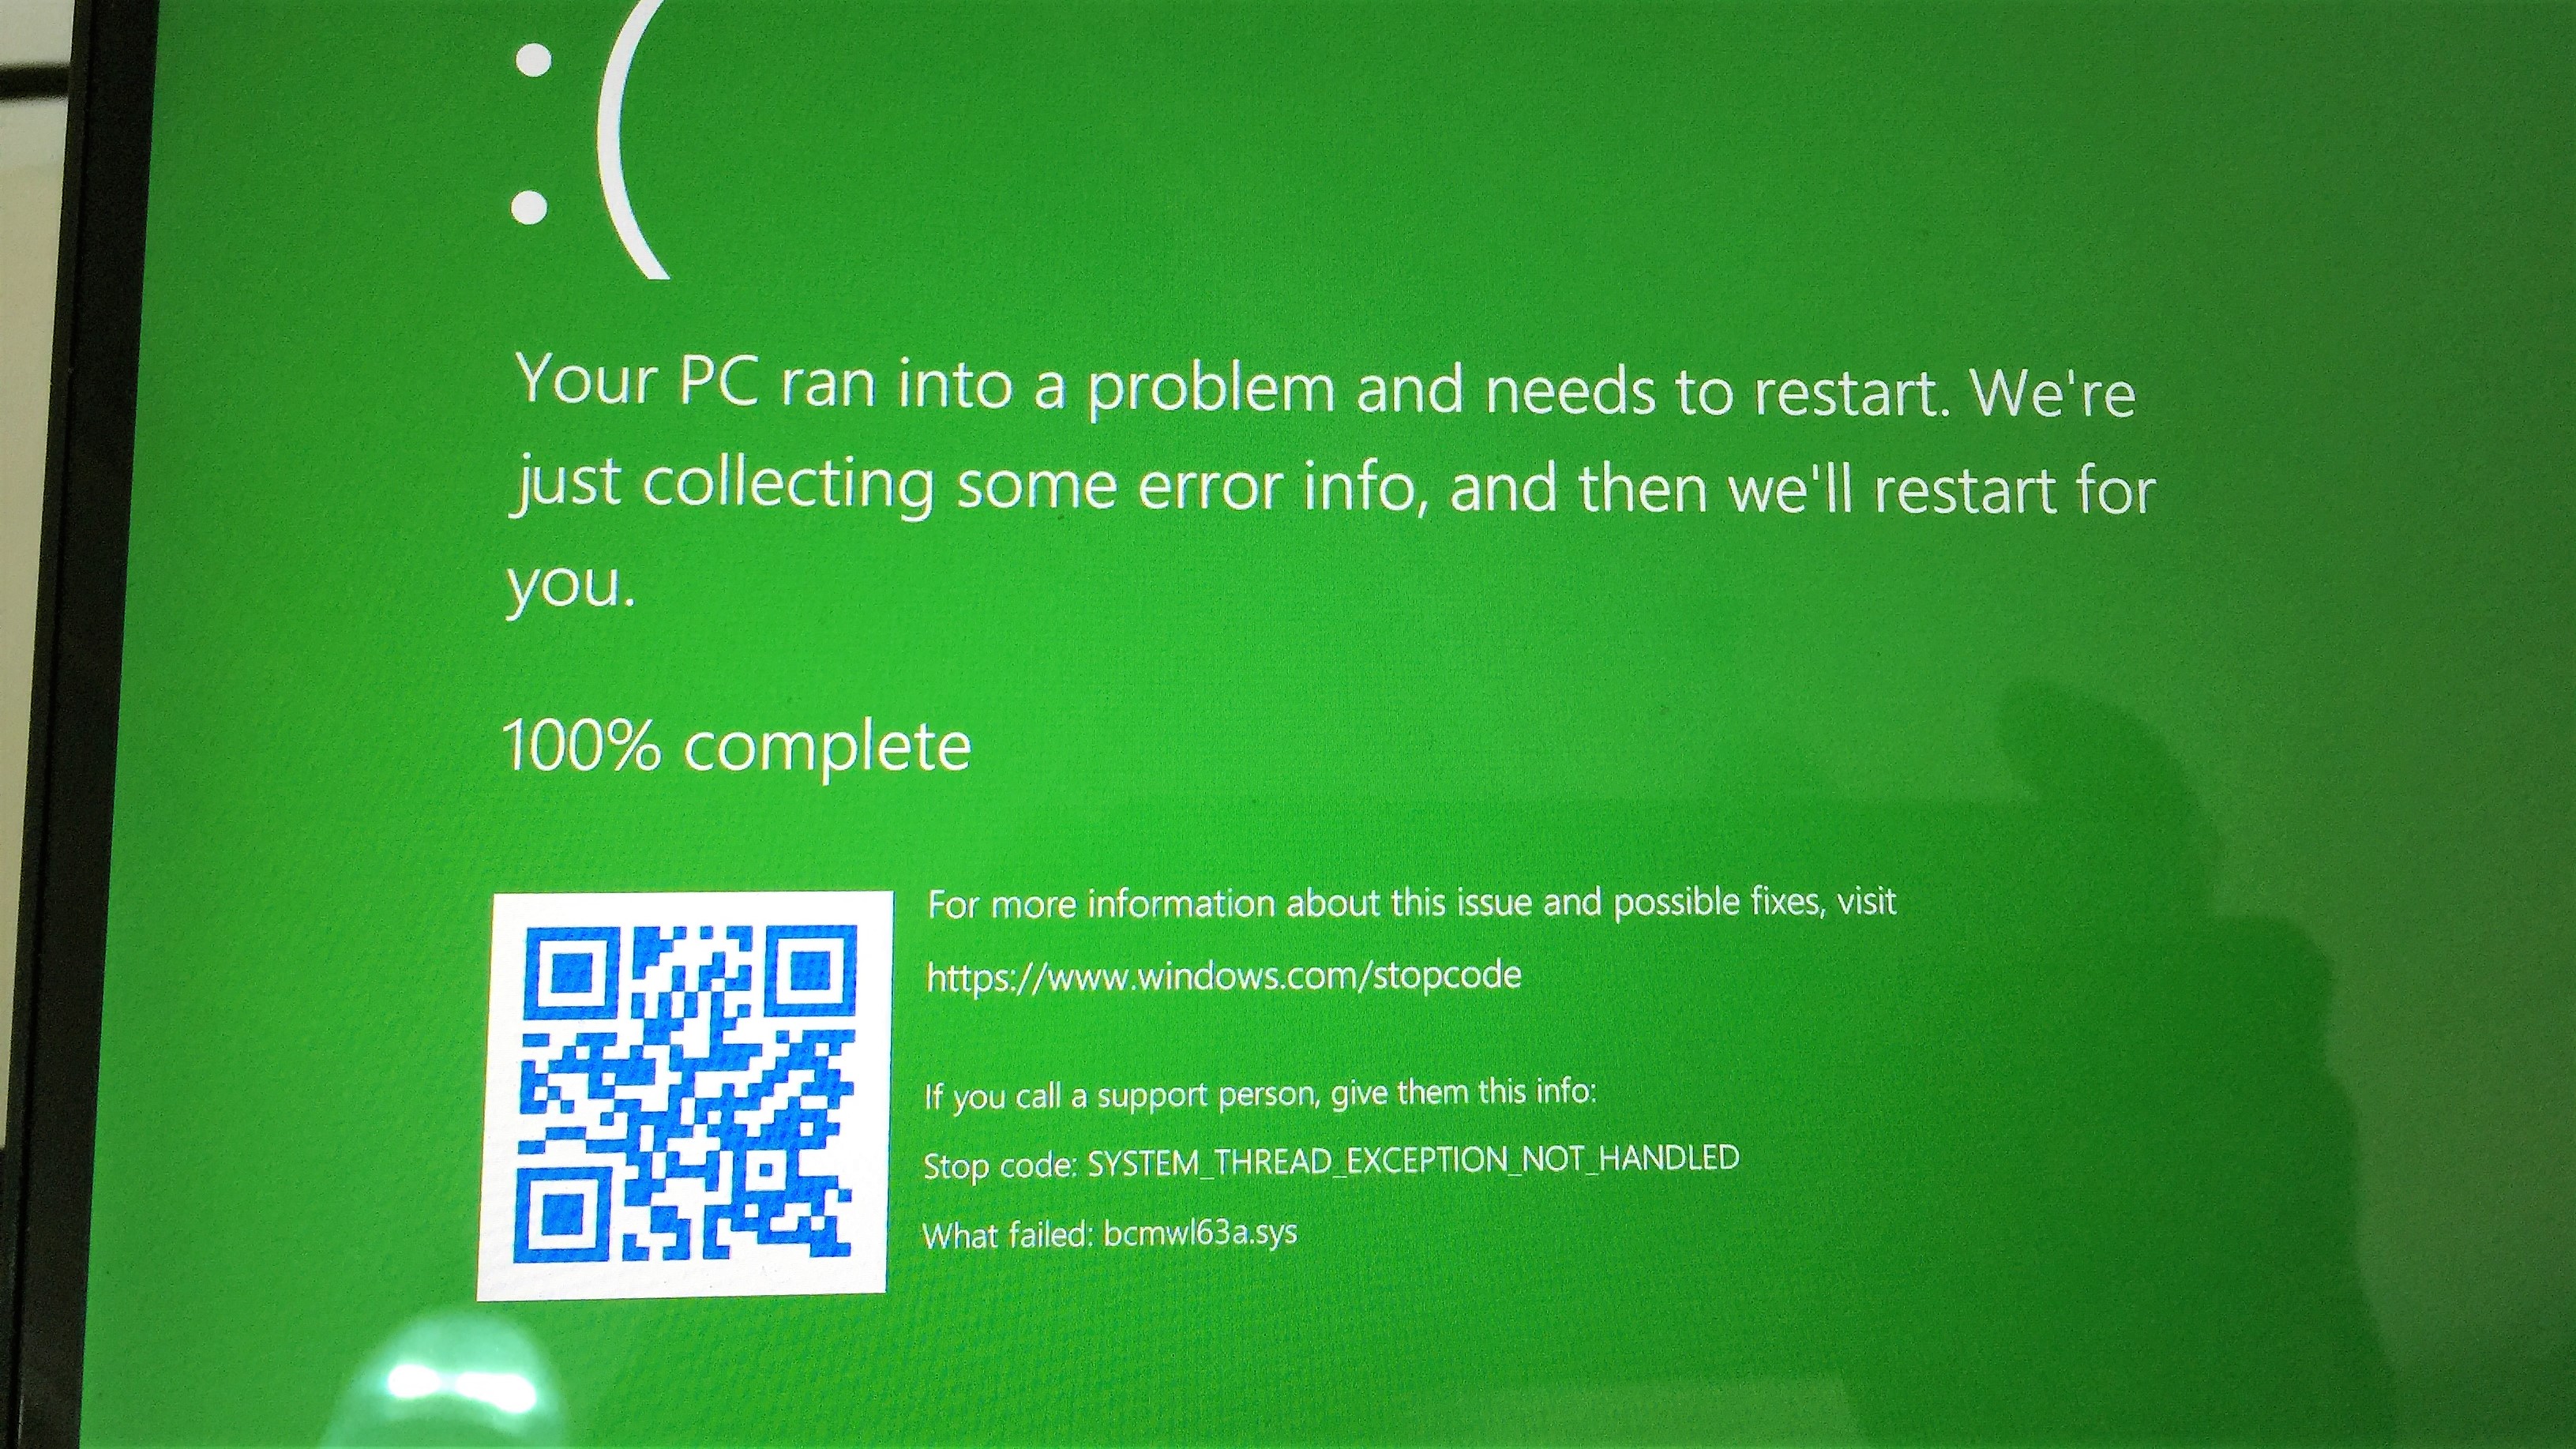 :(
Your PC ran into a problem and needs to restart. We're
just collecting some error info, and then we'll restart for
you.
100% complete
For more information about this issue and possible fixes, visit
https://www.windows.com/stopcode
If you call a support person, give them this info:
Stop code: SYSTEM_THREAD_EXCEPTION_NOT_HANDLED
What failed: bcmwl63a.sys